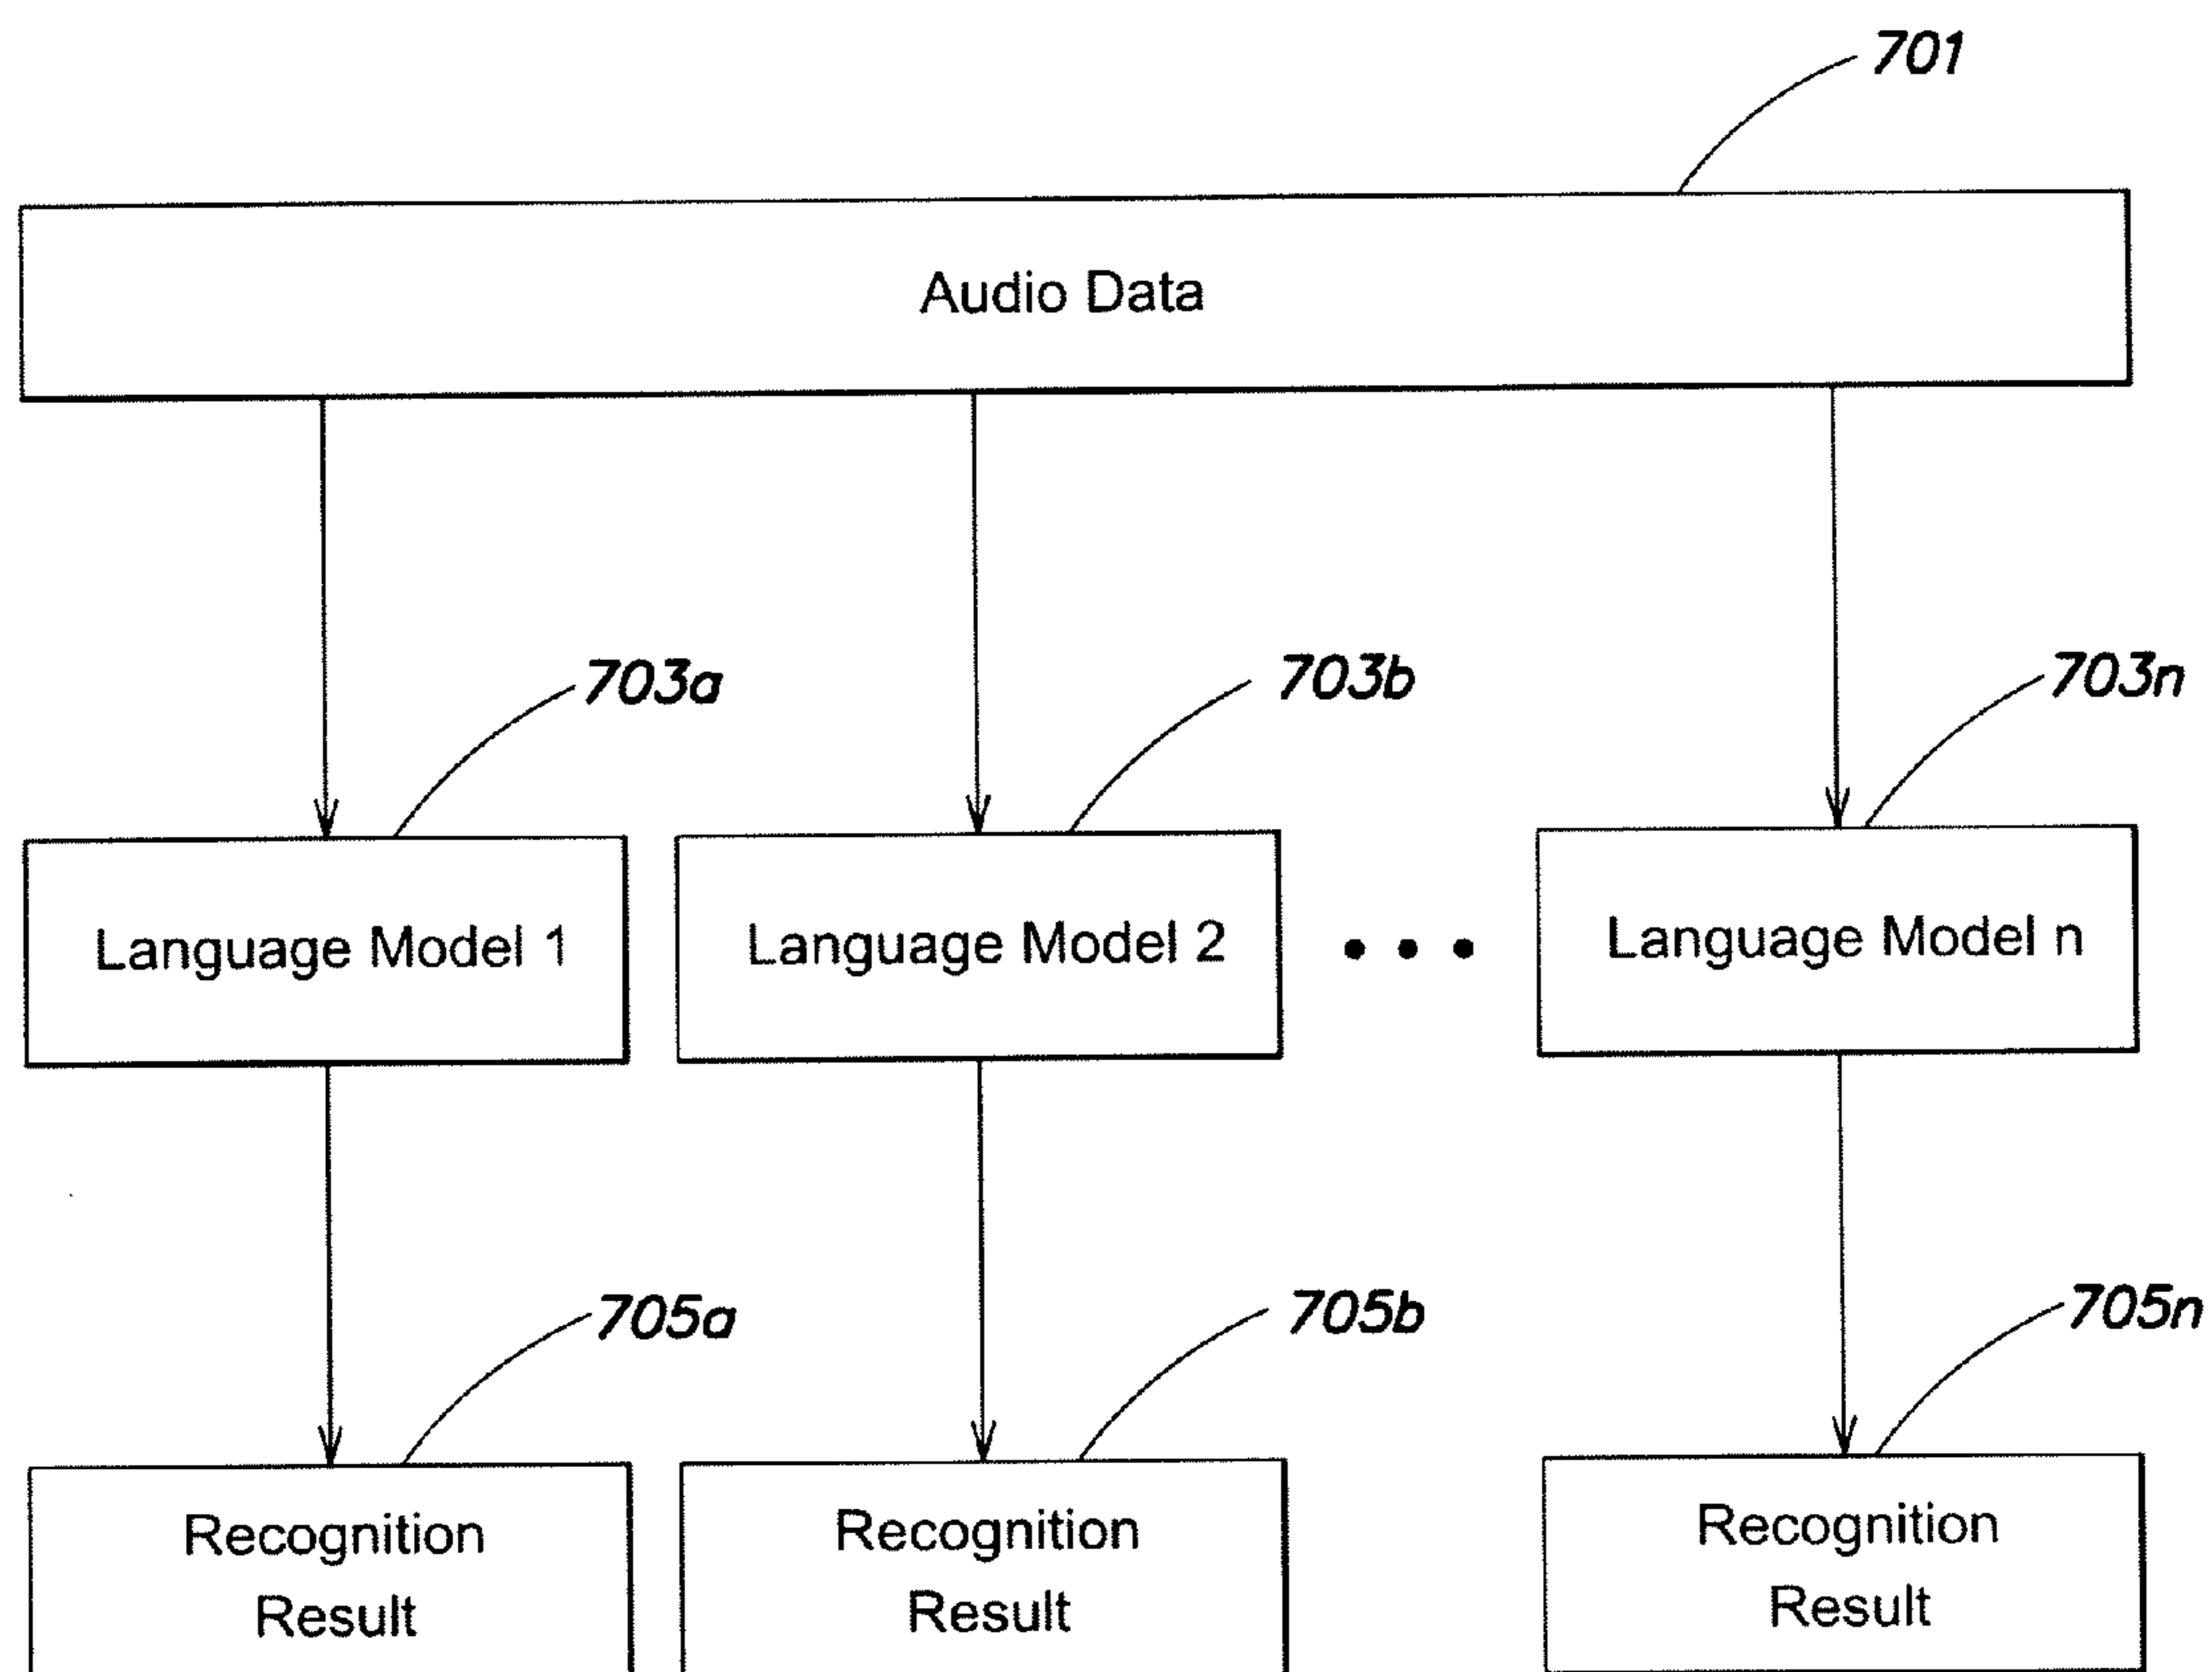 701
Audio Data
703a
703b
703n
Language Model 1
Language Model 2
Language Model n
705a
705b
705n
Recognition
Result
Recognition
Result
Recognition
Result